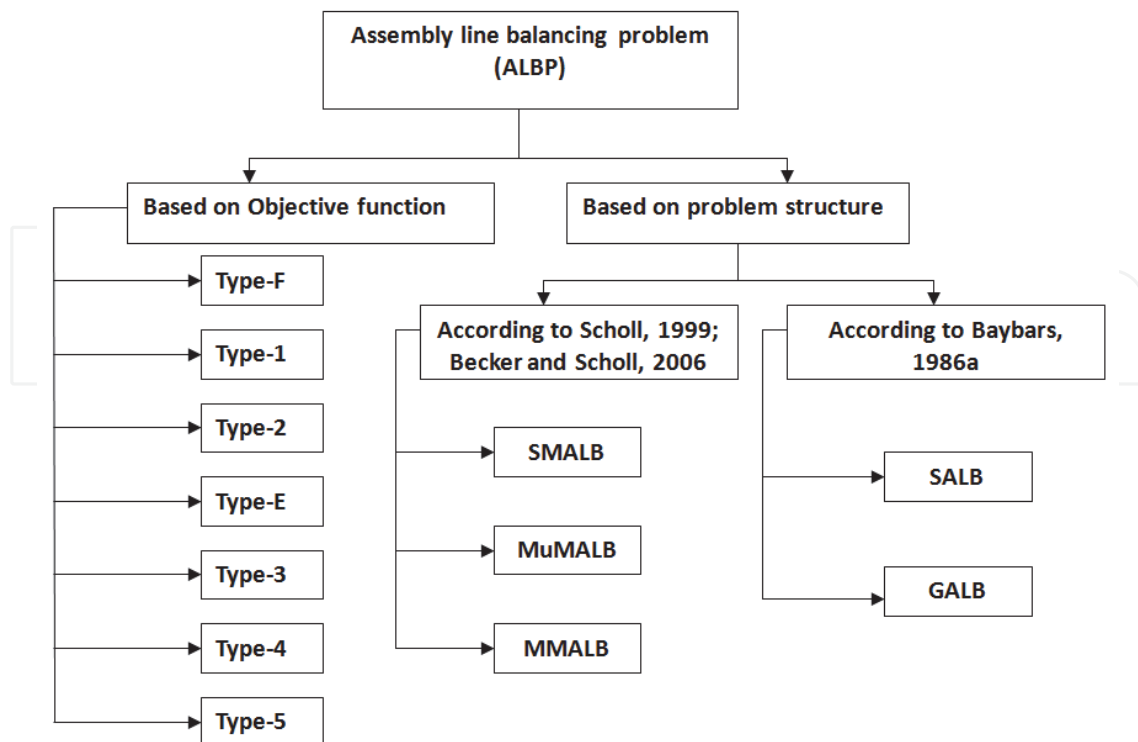 Assembly line balancing problem
(ALBP)
Based on Objective function
Based on problem structure
Type-F
Type-1
Type-2
Type-E
Type-3
Type-4
Type-5
According to Scholl, 1999;
Becker and Scholl, 2006
SMALB
MuMALB
MMALB
According to Baybars,
1986a
SALB
GALB